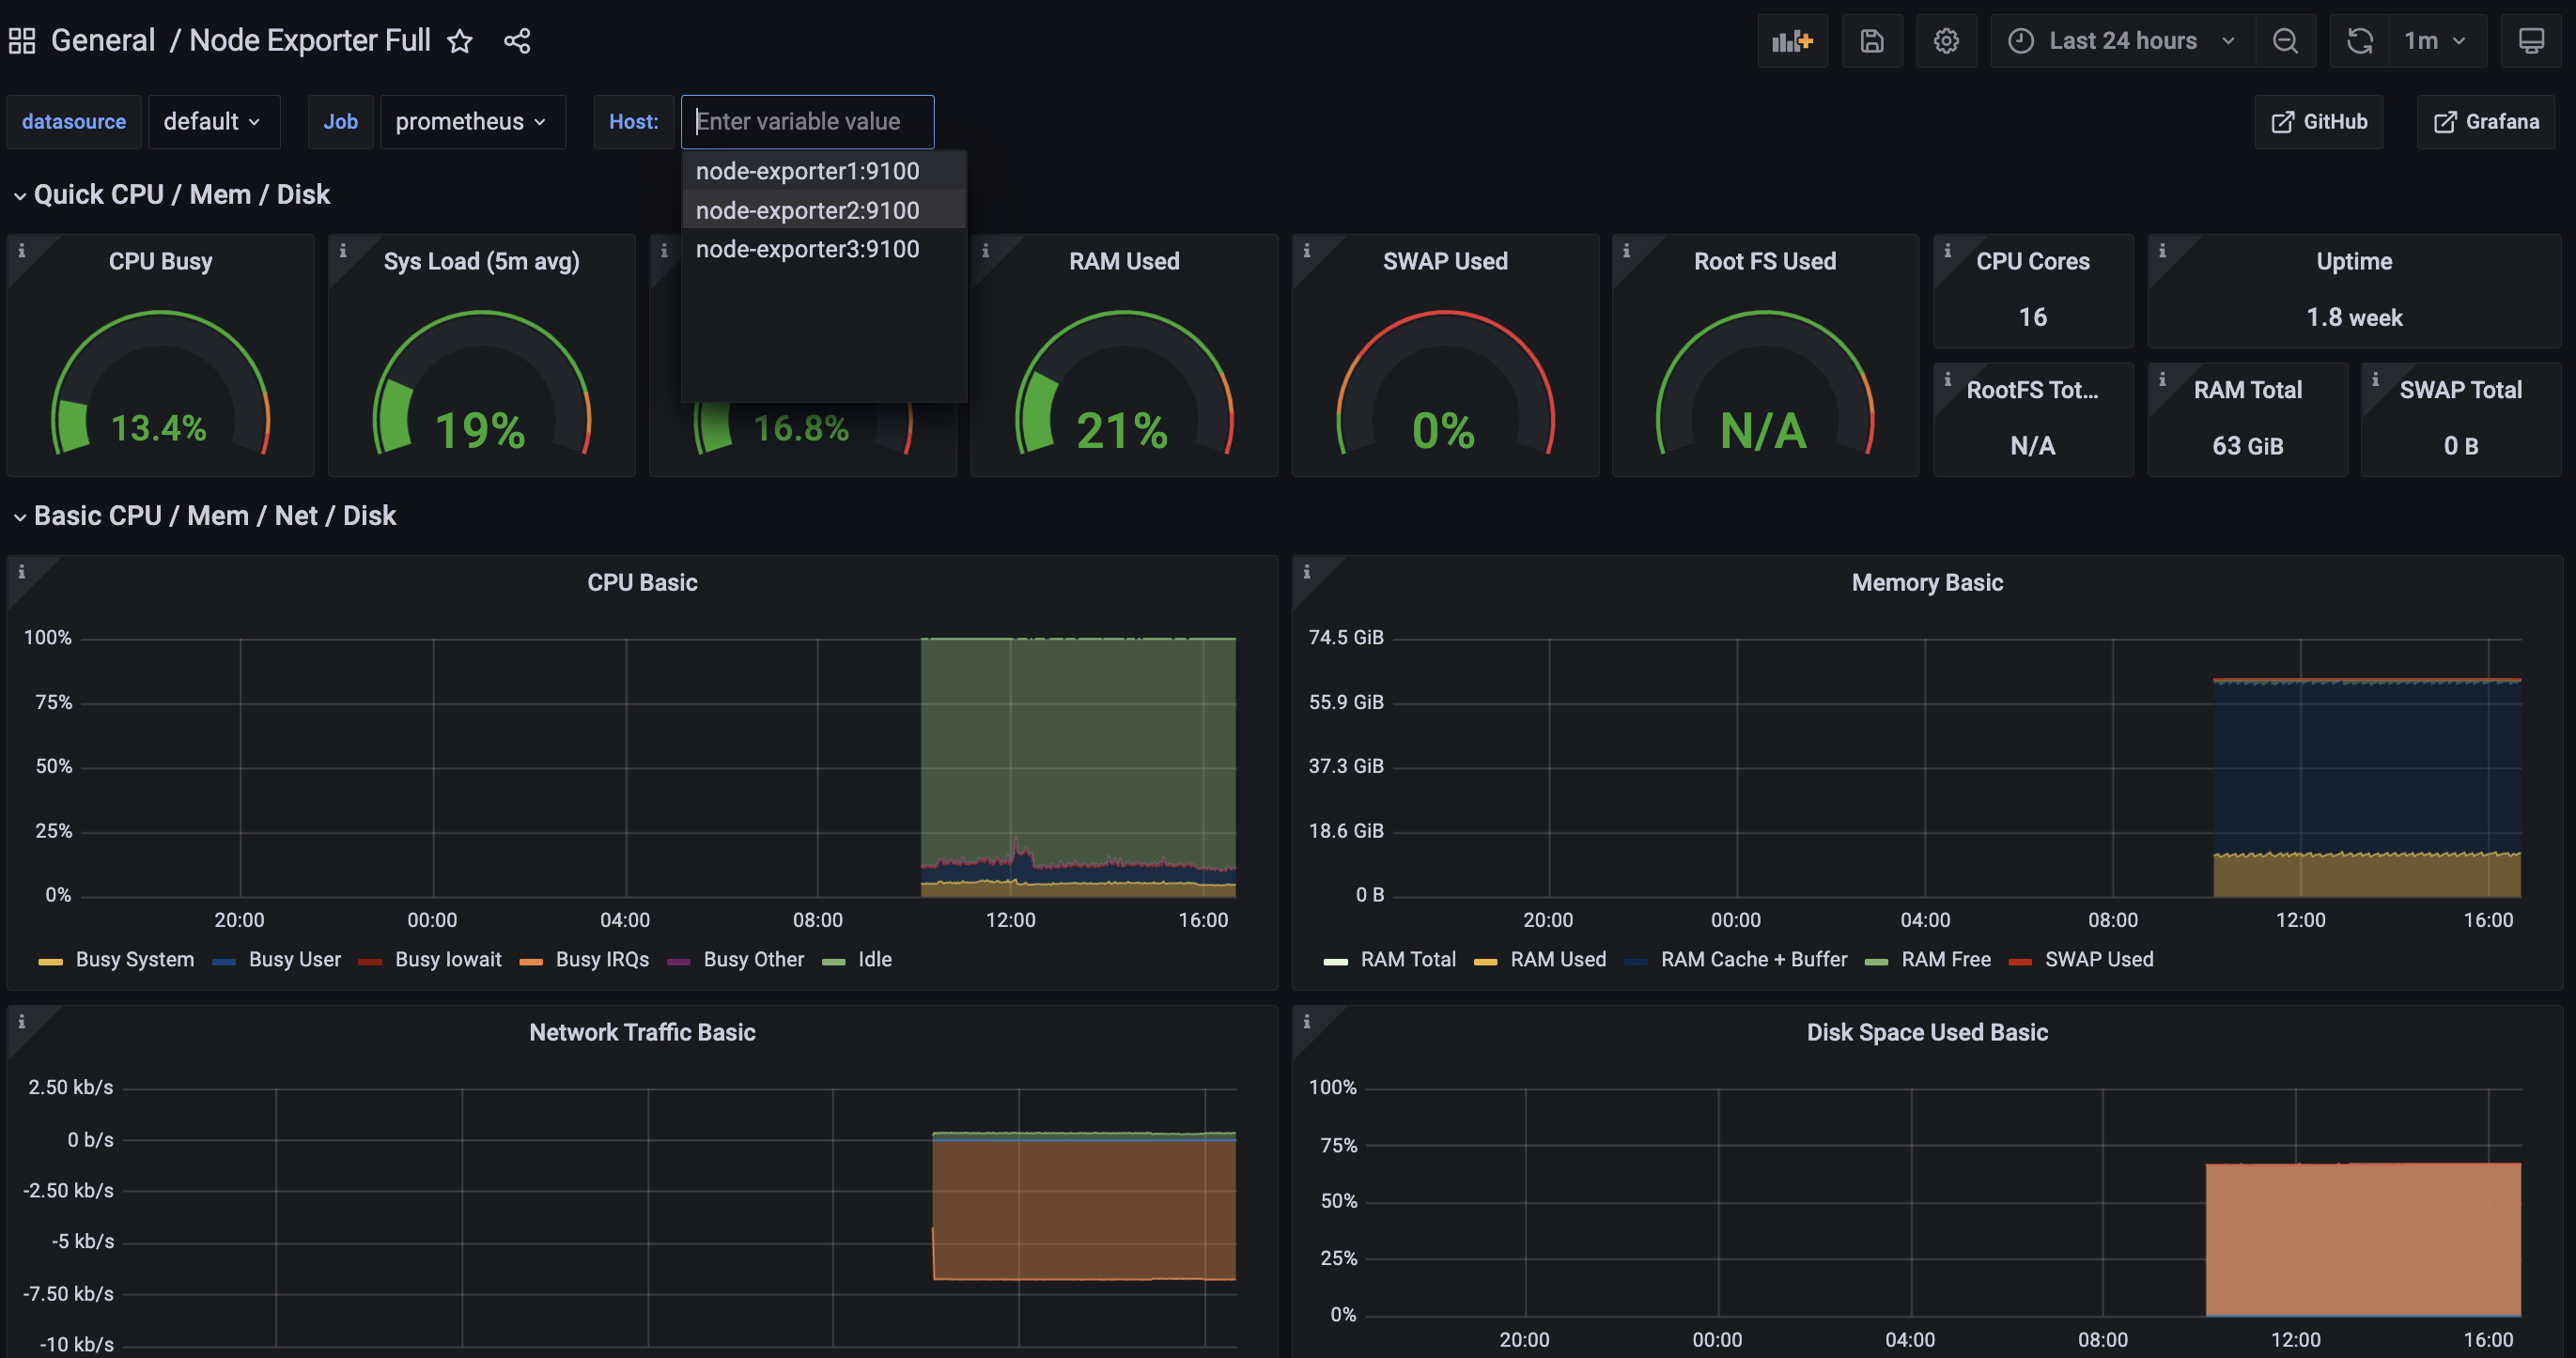 General / Node Exporter Full
Last 24 hours
1m
datasource
default
Job
prometheus
Host:
Enter variable value
GitHub
Grafana
node-exporter1:9100
node-exporter2:9100
node-exporter3:9100
Quick CPU / Mem / Disk
CPU Busy
13.4%
Sys Load (5m avg)
19%
16.8%
RAM Used
21%
SWAP Used
0%
Root FS Used
N/A
CPU Cores
16
Uptime
1.8 week
RootFS Tot...
N/A
RAM Total
63 GiB
SWAP Total
0 B
Basic CPU / Mem / Net / Disk
CPU Basic
100%
75%
50%
25%
0%
20:00 00:00 04:00 08:00 12:00 16:00
Busy System Busy User Busy Iowait Busy IRQs Busy Other Idle
Memory Basic
74.5 GiB
55.9 GiB
37.3 GiB
18.6 GiB
0 B
20:00 00:00 04:00 08:00 12:00 16:00
RAM Total RAM Used RAM Cache + Buffer RAM Free SWAP Used
Network Traffic Basic
2.50 kb/s
0 b/s
-2.50 kb/s
-5 kb/s
-7.50 kb/s
-10 kb/s
Disk Space Used Basic
100%
75%
50%
25%
0%
20:00 00:00 04:00 08:00 12:00 16:00